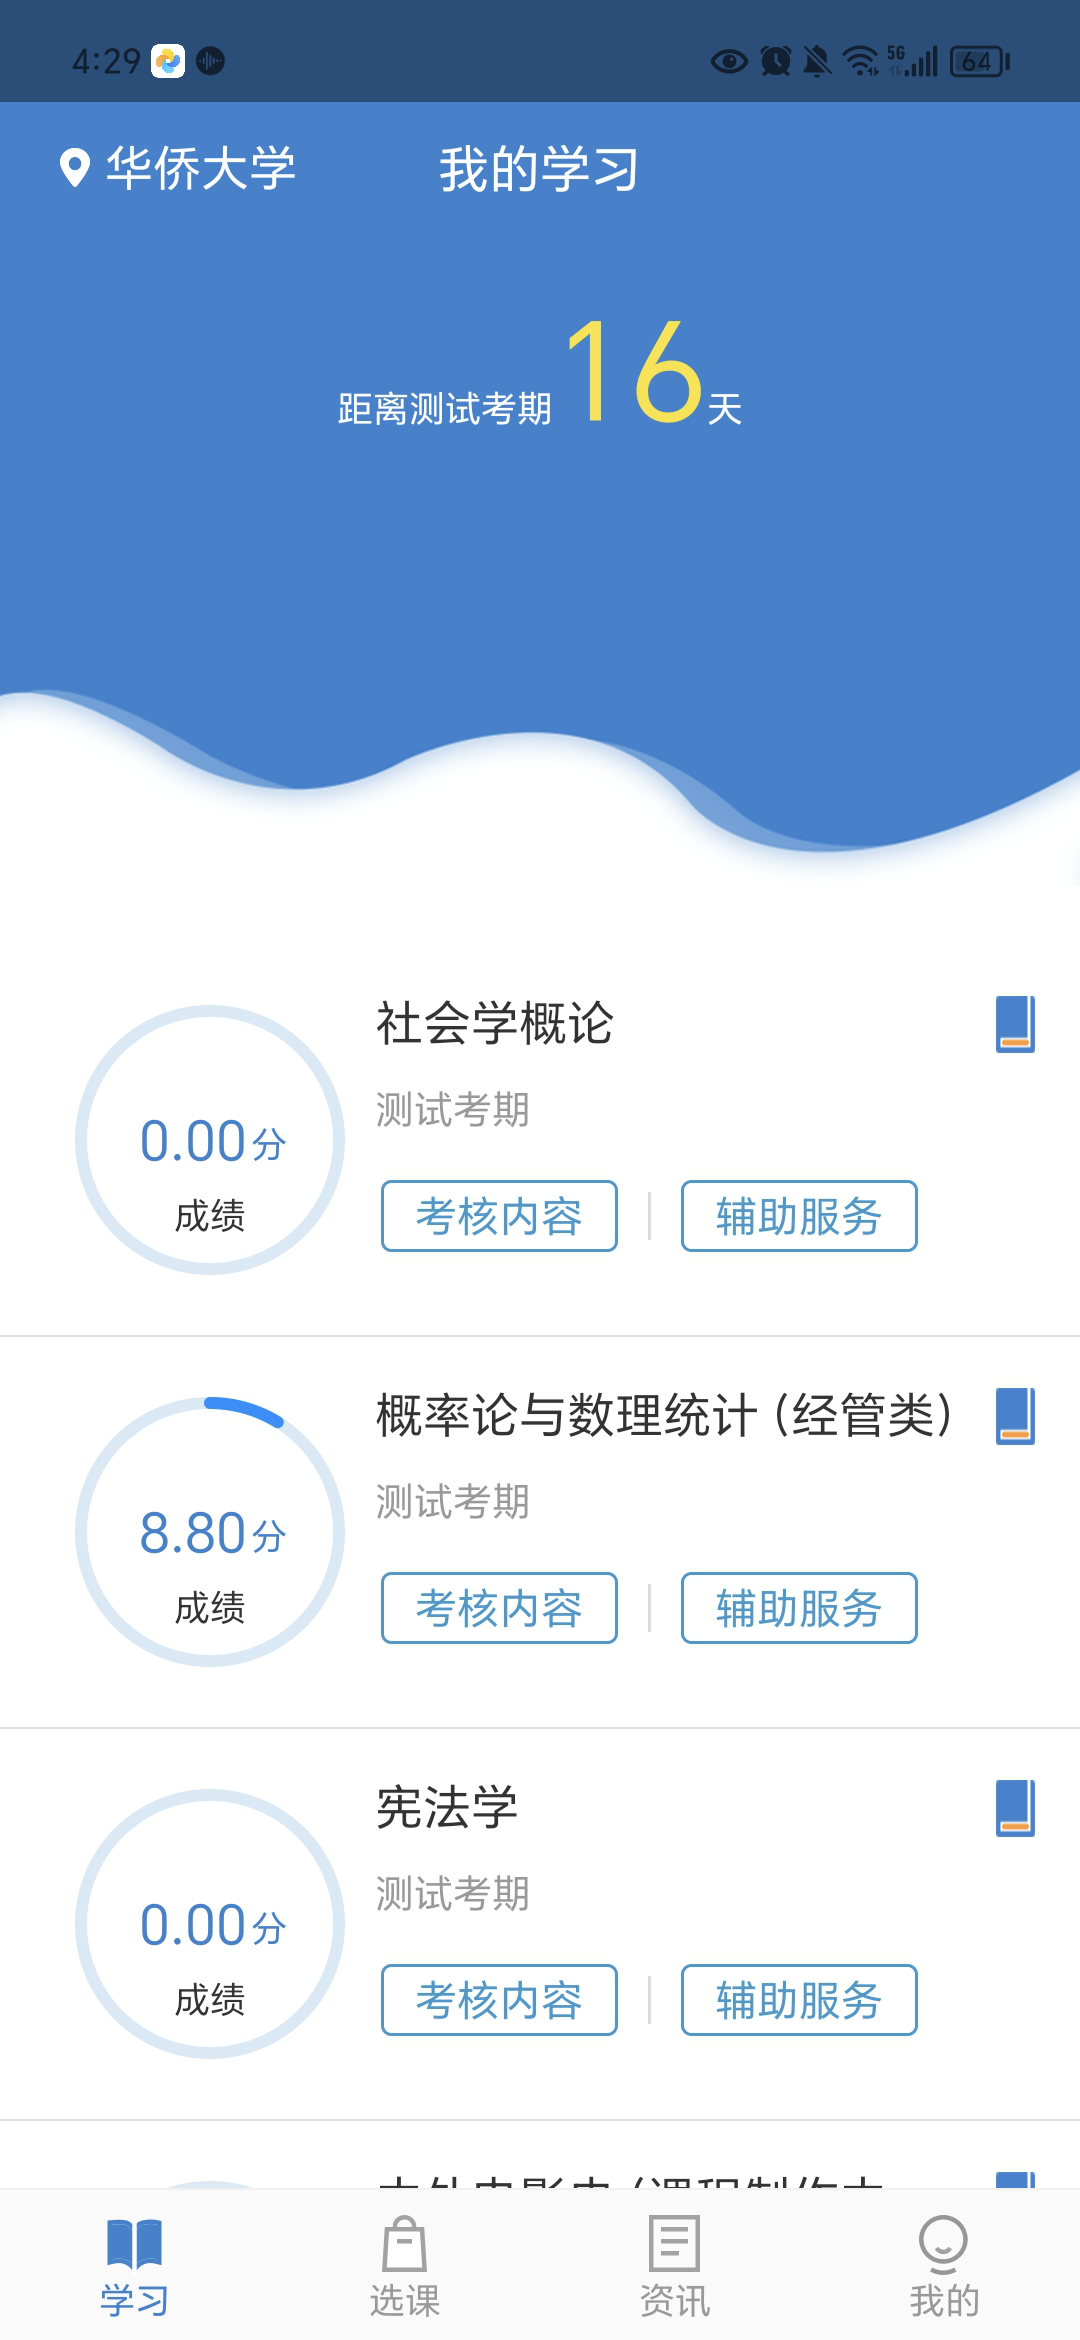 4:29
5G
64
华侨大学
我的学习
距离测试考期16天
社会学概论
测试考期
0.00分
成绩
考核内容
辅助服务
概率论与数理统计（经管类）
测试考期
8.80分
成绩
考核内容
辅助服务
宪法学
测试考期
0.00分
成绩
考核内容
辅助服务
学习
选课
资讯
我的